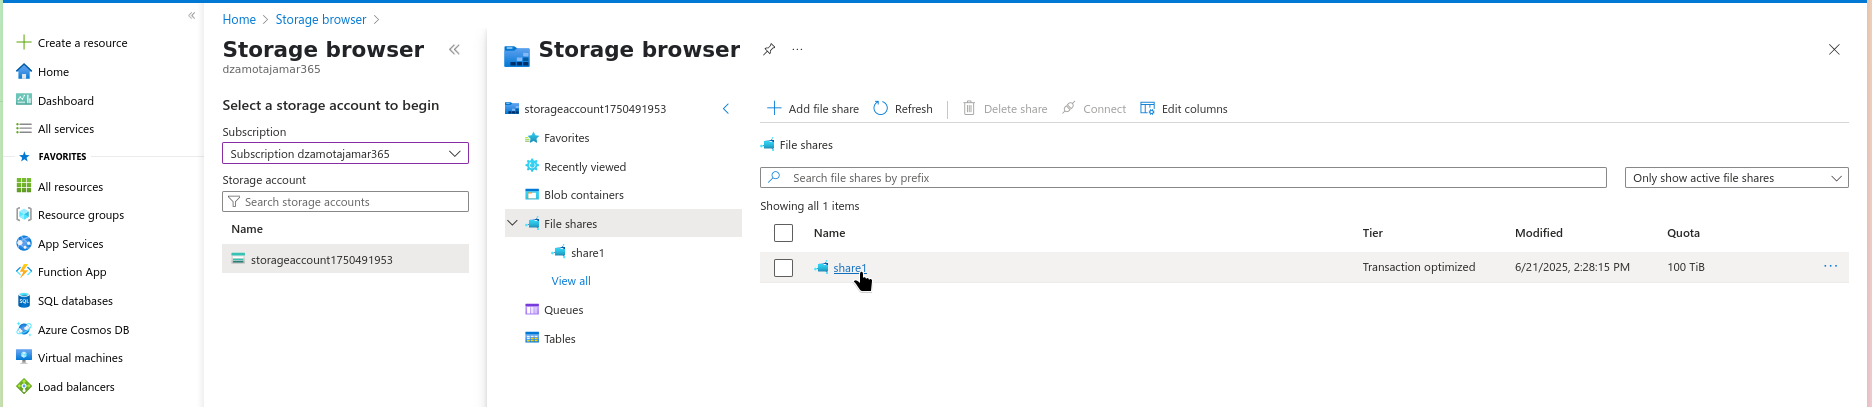 Create a resource
Home
Dashboard
All services
FAVORITES
All resources
Resource groups
App Services
Function App
SQL databases
Azure Cosmos DB
Virtual machines
Load balancers
Home > Storage browser >
Storage browser
dzamotajamar365
Select a storage account to begin
Subscription
Subscription dzamotajamar365
Storage account
Search storage accounts
Name
storageaccount1750491953
Storage browser
storageaccount1750491953
Favorites
Recently viewed
Blob containers
File shares
share1
View all
Queues
Tables
Add file share Refresh Delete share Connect Edit columns
File shares
Search file shares by prefix Only show active file shares
Showing all 1 items
Name Tier Modified Quota
share1 Transaction optimized 6/21/2025, 2:28:15 PM 100 TiB